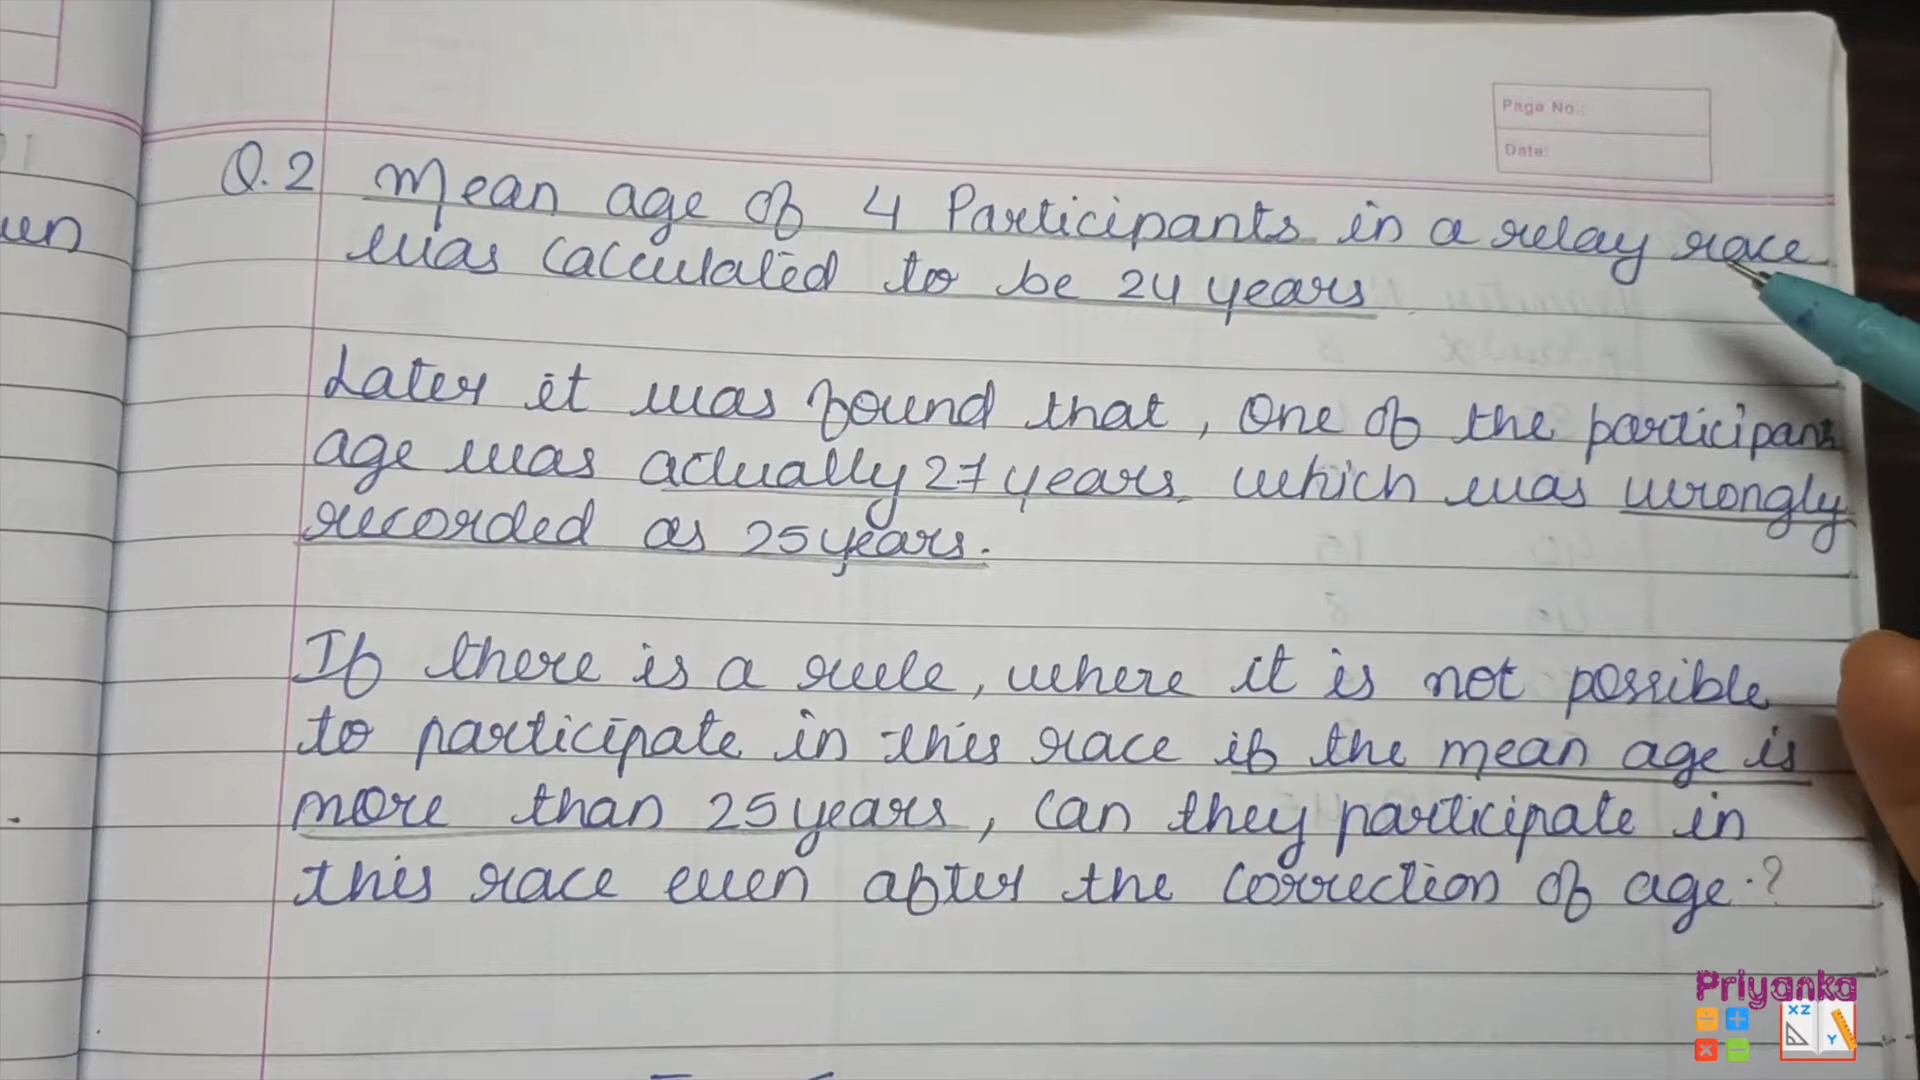 Page No.:
Date:
un
Q.2 Mean age of 4 Participants in a relay race
was calculated to be 24 years
Later it was found that, One of the participant
age was actually 27 years which was wrongly
recorded as 25 years.
If there is a rule, where it is not possible
to participate in this race if the mean age is
more than 25 years, can they participate in
this race even after the correction of age.?
Priyanka
XZ
Y